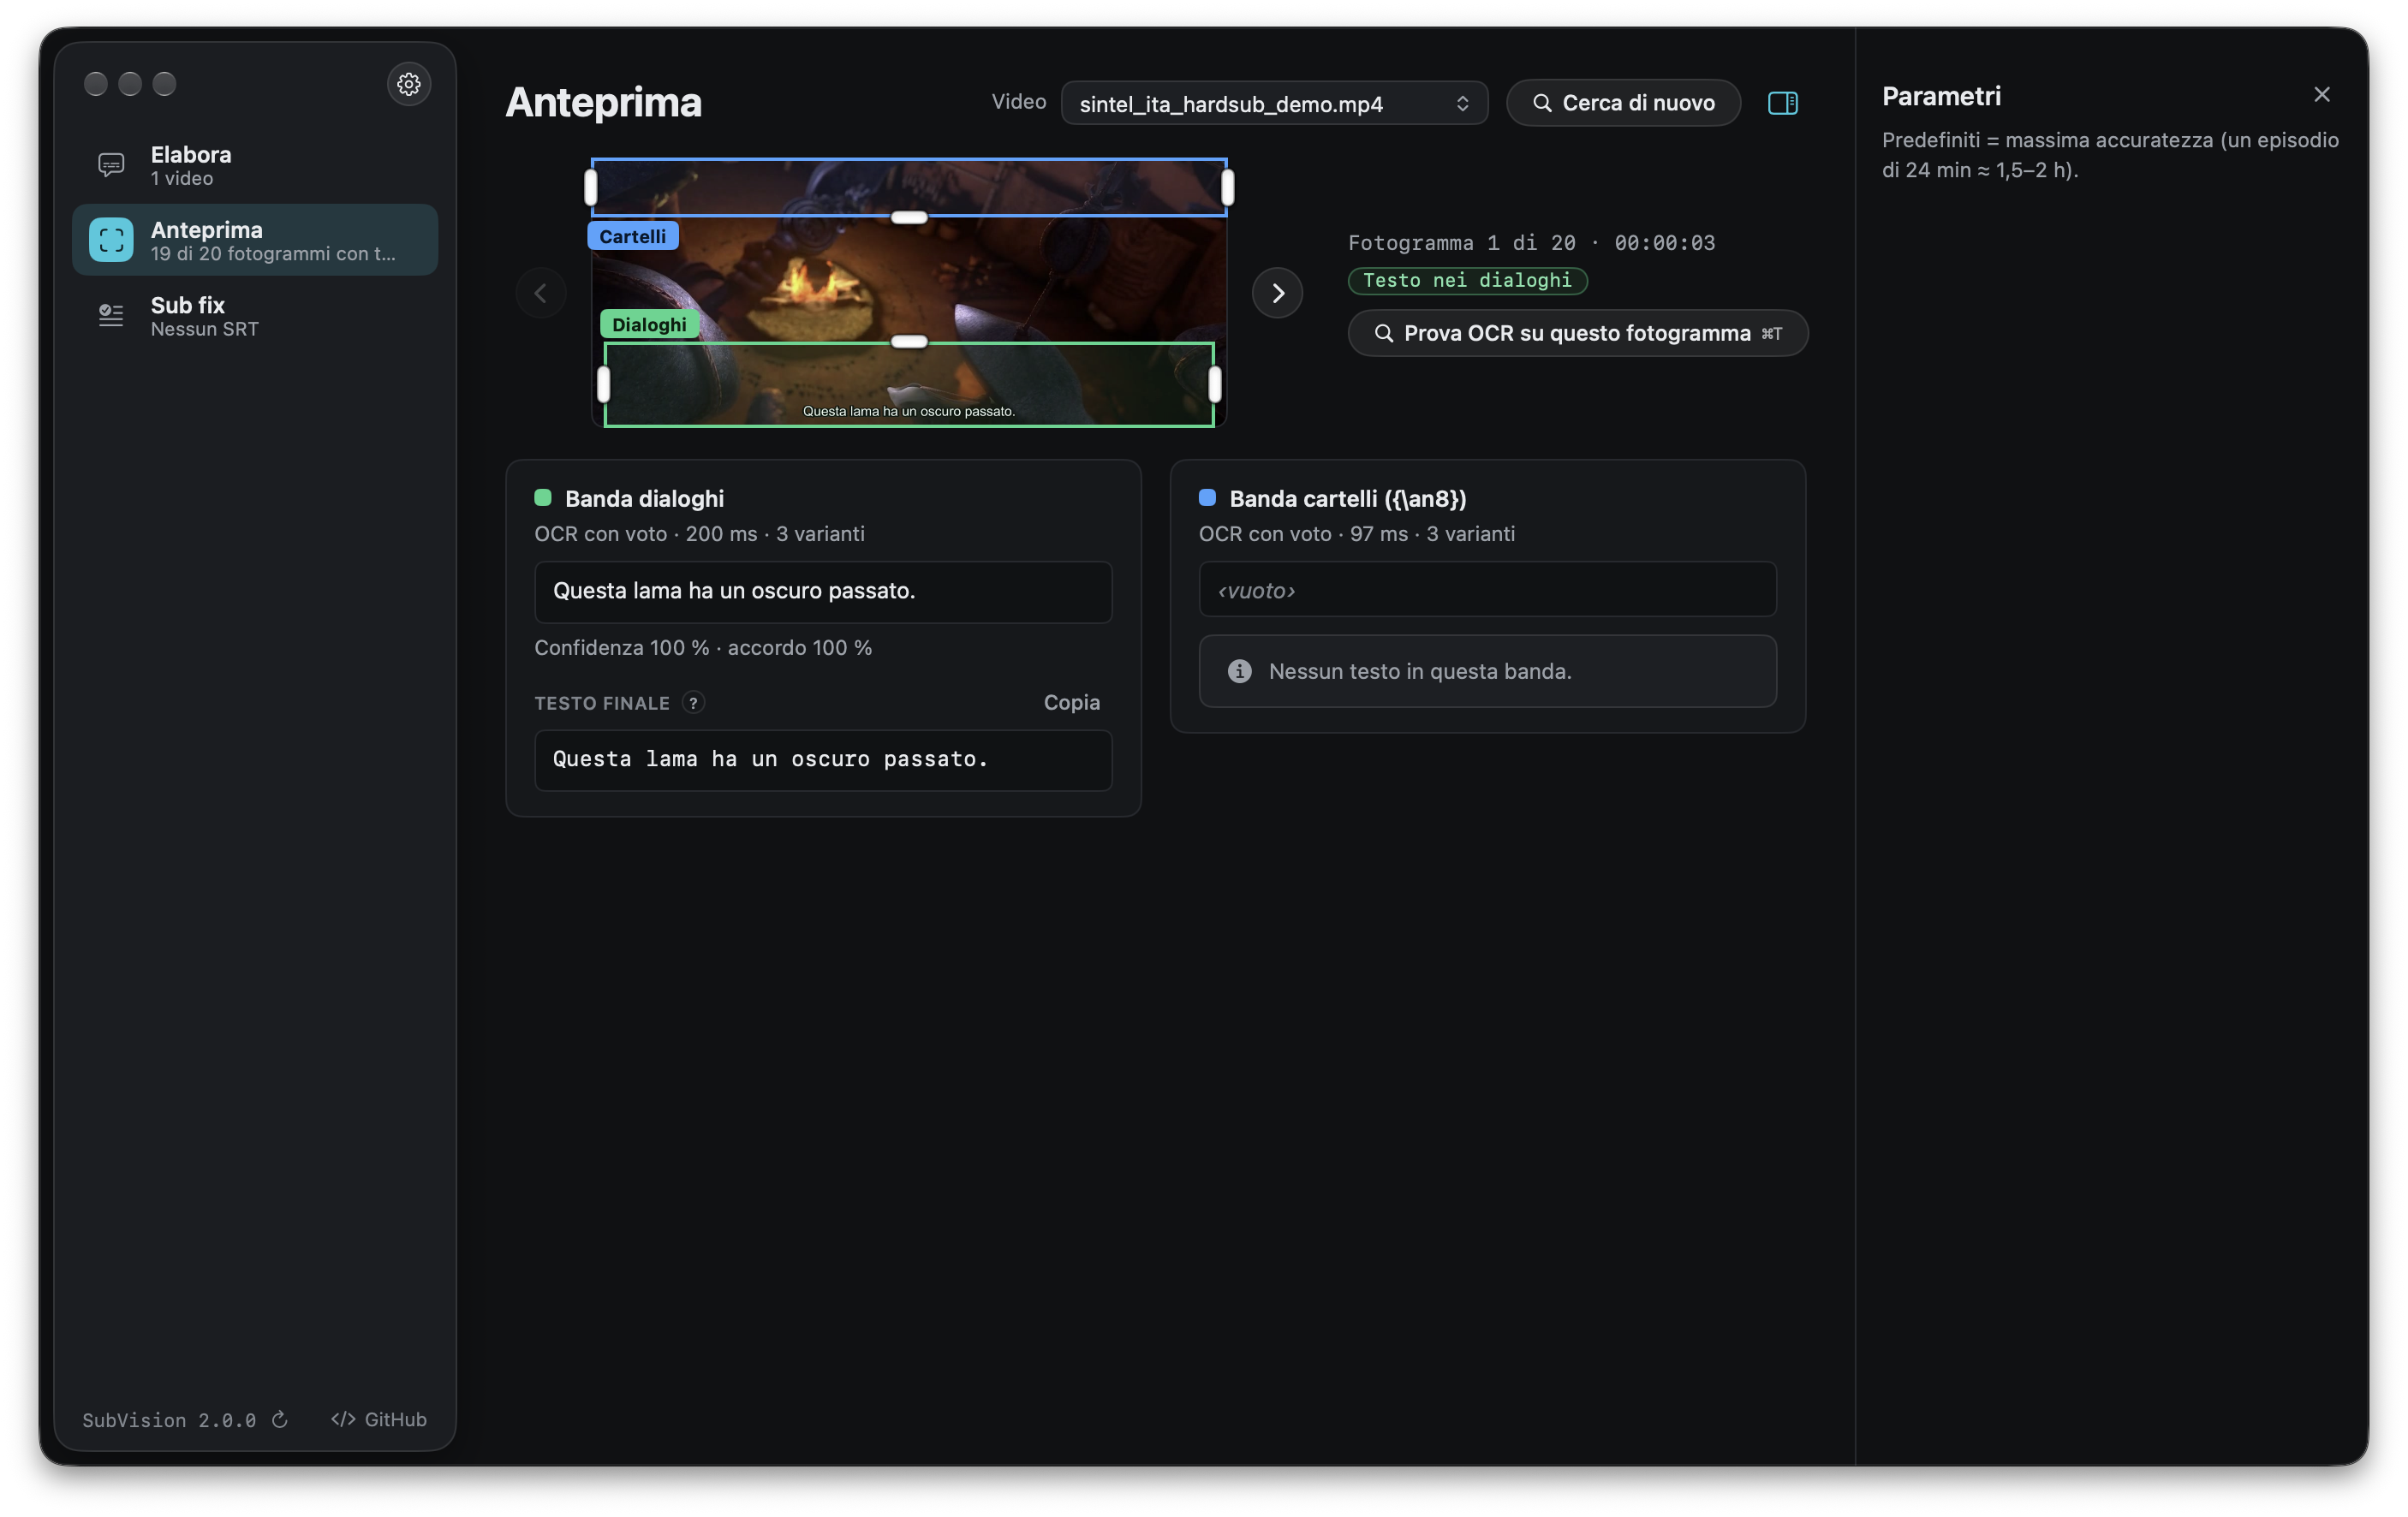 Elabora
1 video
Anteprima
19 di 20 fotogrammi con t...
Sub fix
Nessun SRT
SubVision 2.0.0
GitHub
Anteprima
Video
sintel_ita_hardsub_demo.mp4
Cerca di nuovo
Cartelli
Dialoghi
Questa lama ha un oscuro passato.
Fotogramma 1 di 20 · 00:00:03
Testo nei dialoghi
Prova OCR su questo fotogramma ⌘T
Banda dialoghi
OCR con voto · 200 ms · 3 varianti
Questa lama ha un oscuro passato.
Confidenza 100 % · accordo 100 %
TESTO FINALE ?
Copia
Questa lama ha un oscuro passato.
Banda cartelli ({\an8})
OCR con voto · 97 ms · 3 varianti
‹vuoto›
Nessun testo in questa banda.
Parametri
Predefiniti = massima accuratezza (un episodio
di 24 min ≈ 1,5–2 h).